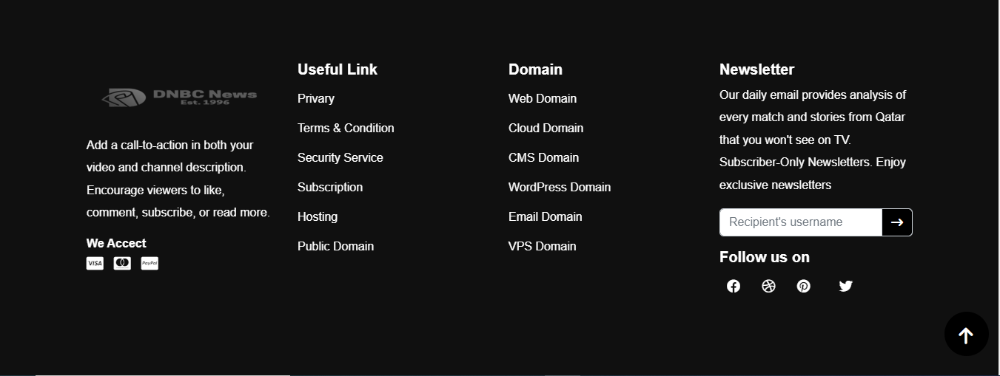 DNBC News
Est. 1996
Add a call-to-action in both your
video and channel description.
Encourage viewers to like,
comment, subscribe, or read more.
We Accect
VISA
PayPal
Useful Link
Privary
Terms & Condition
Security Service
Subscription
Hosting
Public Domain
Domain
Web Domain
Cloud Domain
CMS Domain
WordPress Domain
Email Domain
VPS Domain
Newsletter
Our daily email provides analysis of
every match and stories from Qatar
that you won't see on TV.
Subscriber-Only Newsletters. Enjoy
exclusive newsletters
Recipient's username
Follow us on